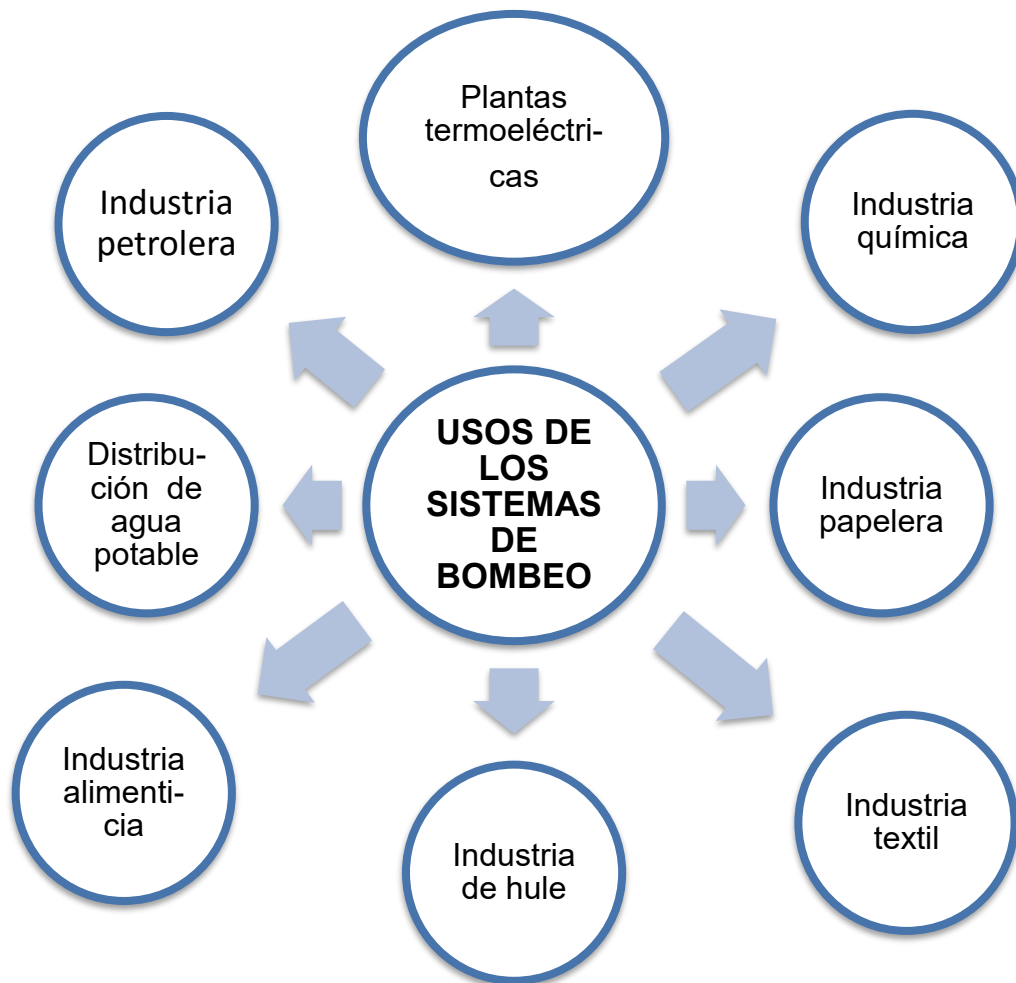 Plantas
termoeléctri-
cas
Industria
petrolera
Industria
química
USOS DE
LOS
SISTEMAS
DE
BOMBEO
Distribu-
ción de
agua
potable
Industria
papelera
Industria
alimenti-
cia
Industria
de hule
Industria
textil